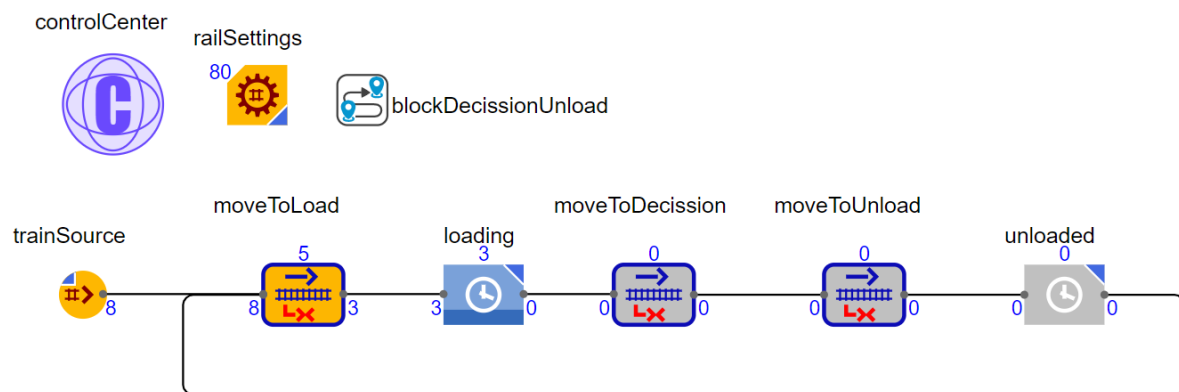 controlCenter
railSettings
80
C
blockDecissionUnload
moveToLoad
moveToDecission
moveToUnload
trainSource
loading
unloaded
5
3
0
0
0
8
8
3
3
0
0
0
0
0
0
0